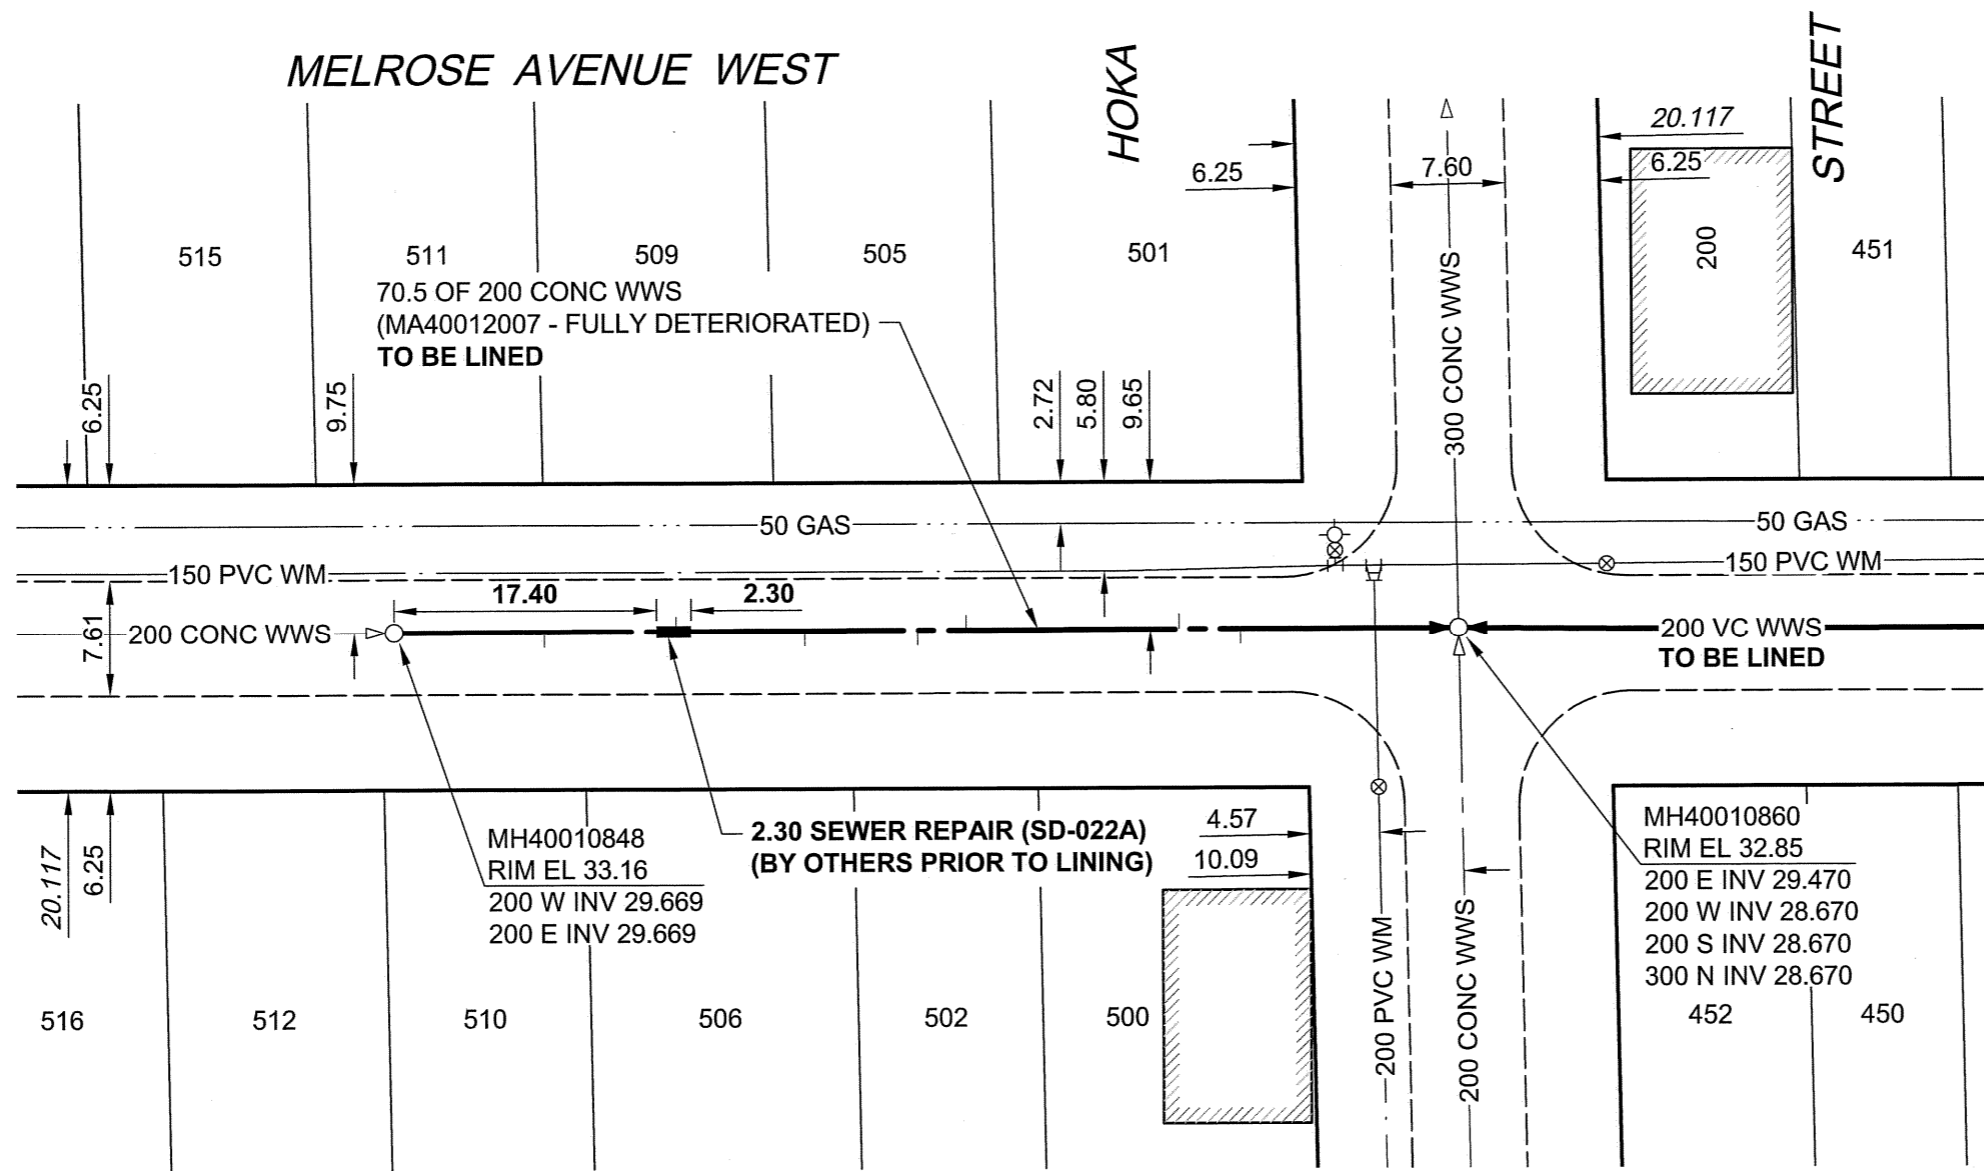 MELROSE AVENUE WEST
HOKA
STREET
20.117
6.25
7.60
6.25
200
515
511
509
505
501
451
70.5 OF 200 CONC WWS
(MA40012007 - FULLY DETERIORATED)
TO BE LINED
300 CONC WWS
6.25
9.75
2.72
5.80
9.65
50 GAS
50 GAS
150 PVC WM
150 PVC WM
17.40
2.30
7.61
200 CONC WWS
200 VC WWS
TO BE LINED
20.117
6.25
MH40010848
RIM EL 33.16
200 W INV 29.669
200 E INV 29.669
2.30 SEWER REPAIR (SD-022A)
(BY OTHERS PRIOR TO LINING)
4.57
10.09
MH40010860
RIM EL 32.85
200 E INV 29.470
200 W INV 28.670
200 S INV 28.670
300 N INV 28.670
200 PVC WM
200 CONC WWS
516
512
510
506
502
500
452
450